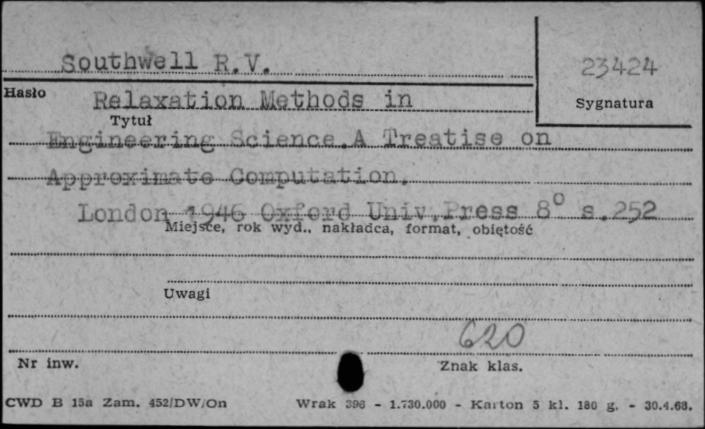 Southwell R.V.
23424
Hasło
Relaxation Methods in
Sygnatura
Tytuł
Engineering Science.A Treatise on
Approximate Computation.
London 1946 Oxford Univ.Press 8° s.252
Miejsce, rok wyd., nakładca, format, objętość
Uwagi
620
Nr inw.
Znak klas.
CWD B 15a Zam. 452/DW/On Wrak 396 - 1.730.000 - Karton 5 kl. 180 g. - 30.4.68.